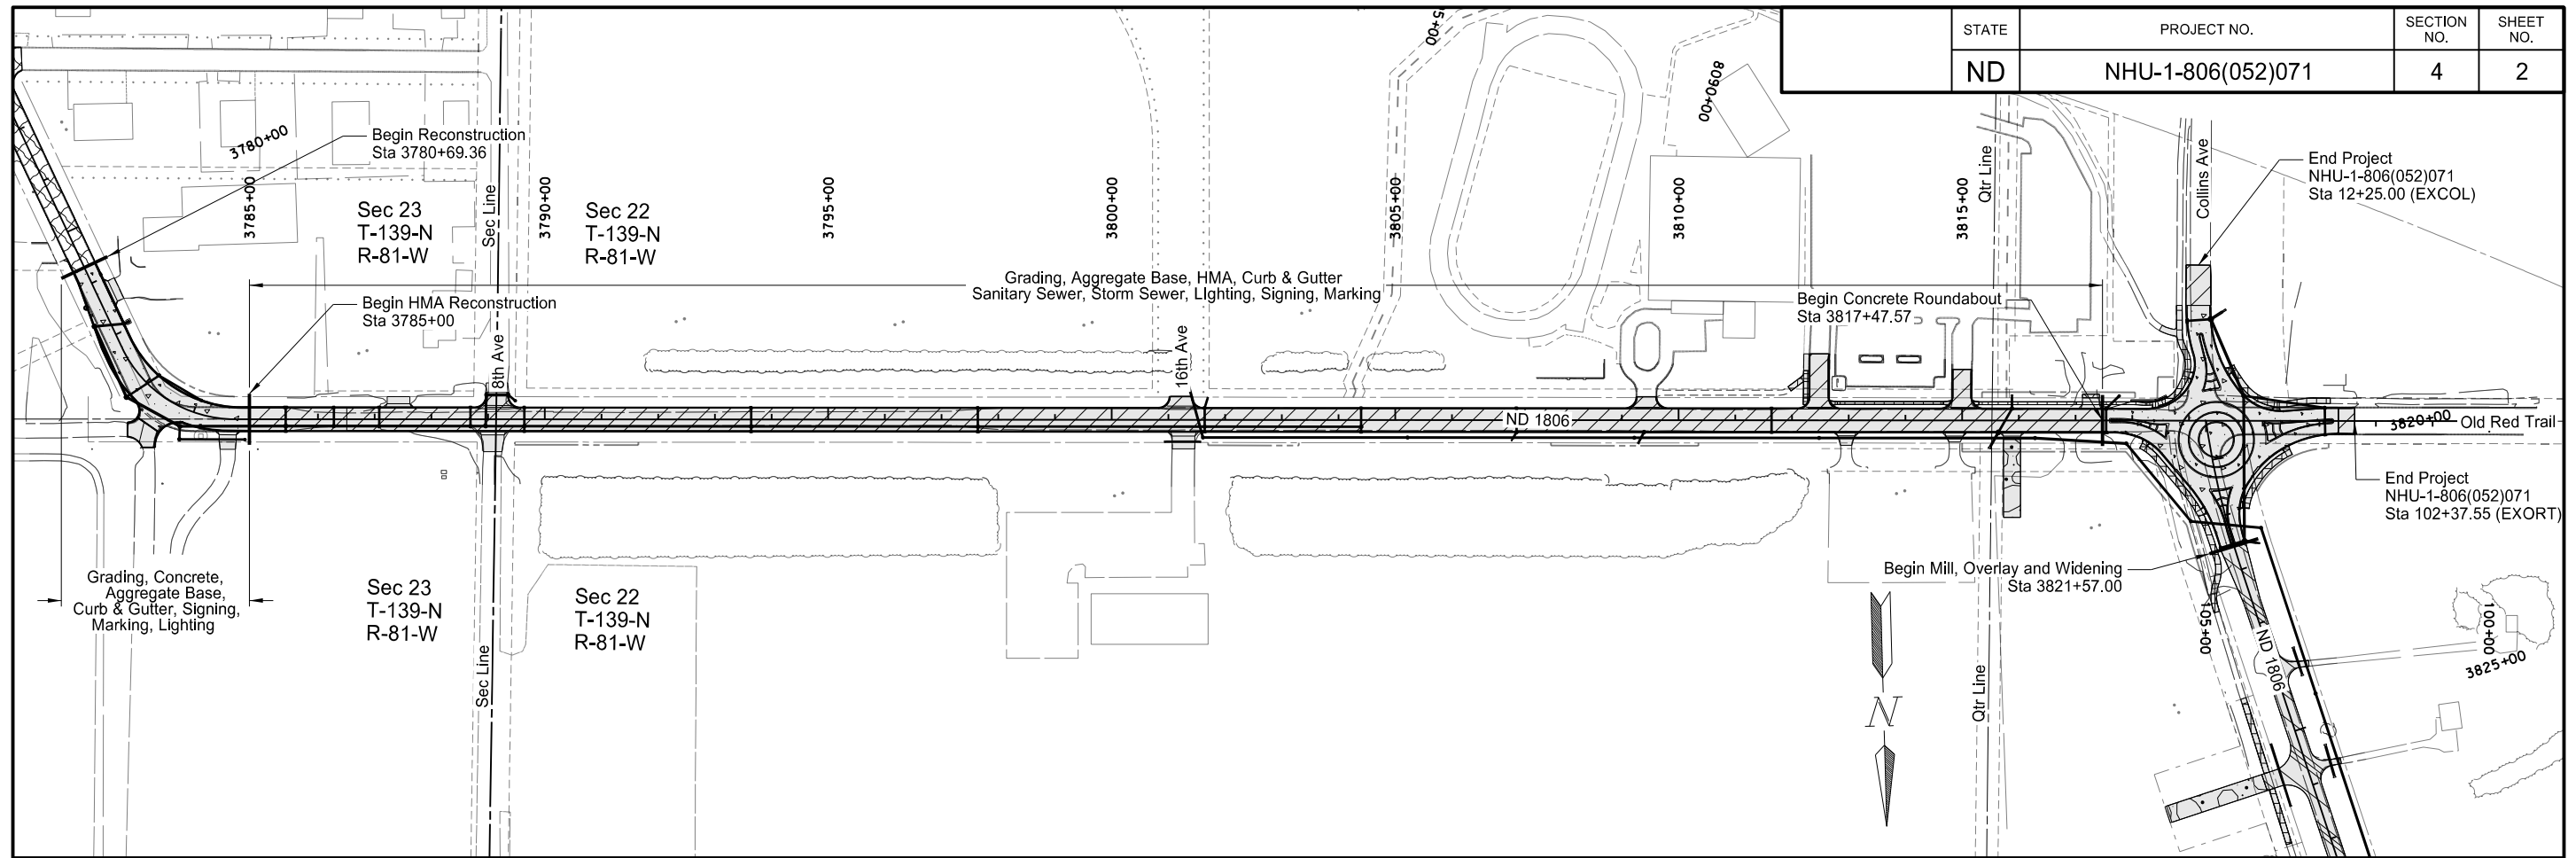 STATE
PROJECT NO.
SECTION NO.
SHEET NO.
ND
NHU-1-806(052)071
4
2
5+00
8090+00
3780+00
Begin Reconstruction
Sta 3780+69.36
3785+00
Sec 23
T-139-N
R-81-W
Sec Line
3790+00
Sec 22
T-139-N
R-81-W
3795+00
3800+00
3805+00
3810+00
3815+00
Qtr Line
Collins Ave
End Project
NHU-1-806(052)071
Sta 12+25.00 (EXCOL)
Grading, Aggregate Base, HMA, Curb & Gutter
Sanitary Sewer, Storm Sewer, LIghting, Signing, Marking
Begin HMA Reconstruction
Sta 3785+00
Begin Concrete Roundabout
Sta 3817+47.57
8th Ave
16th Ave
ND 1806
3820+00
Old Red Trail
End Project
NHU-1-806(052)071
Sta 102+37.55 (EXORT)
Begin Mill, Overlay and Widening
Sta 3821+57.00
Grading, Concrete,
Aggregate Base,
Curb & Gutter, Signing,
Marking, Lighting
Sec 23
T-139-N
R-81-W
Sec Line
Sec 22
T-139-N
R-81-W
N
Qtr Line
105+00
ND 1806
100+00
3825+00